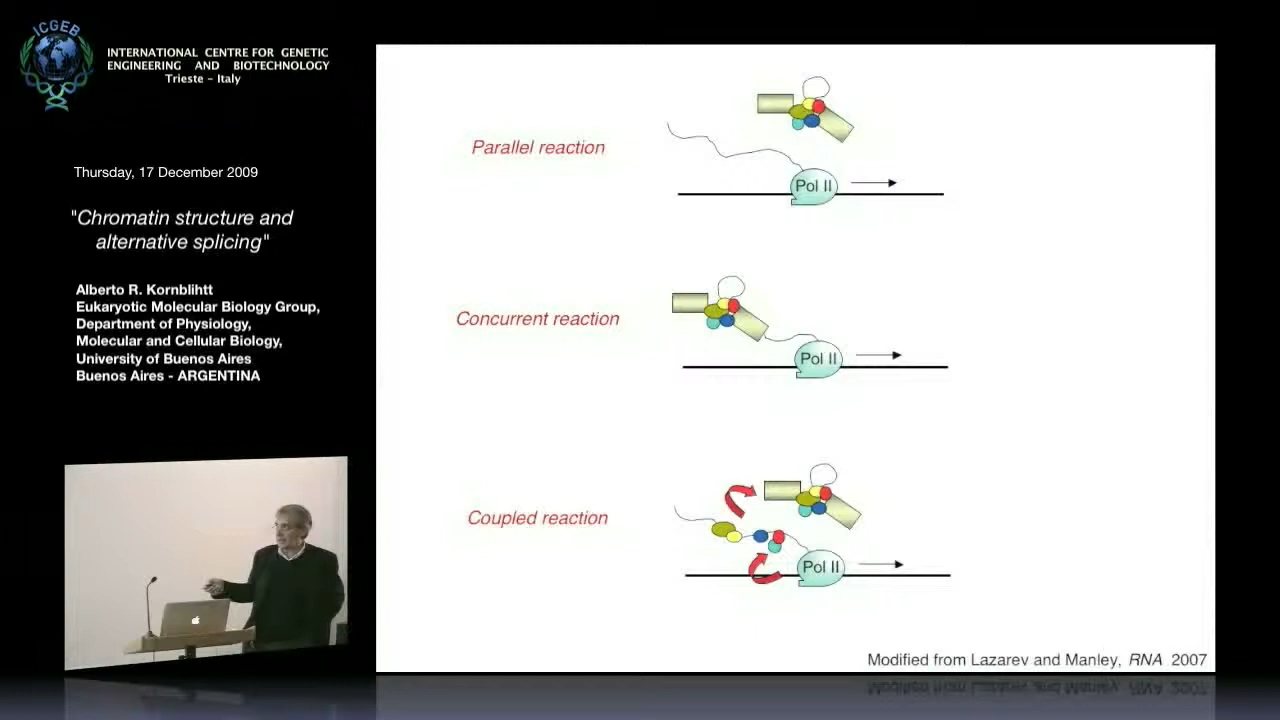 ICGEB
INTERNATIONAL CENTRE FOR GENETIC
ENGINEERING AND BIOTECHNOLOGY
Trieste - Italy
Thursday, 17 December 2009
"Chromatin structure and
alternative splicing"
Alberto R. Kornblihtt
Eukaryotic Molecular Biology Group,
Department of Physiology,
Molecular and Cellular Biology,
University of Buenos Aires
Buenos Aires - ARGENTINA
Parallel reaction
Pol II
Concurrent reaction
Pol II
Coupled reaction
Pol II
Modified from Lazarev and Manley, RNA 2007